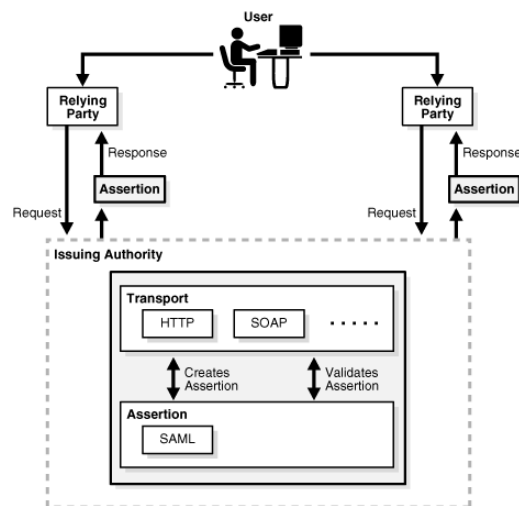 User
Relying
Party
Relying
Party
Response
Response
Assertion
Assertion
Request
Request
Issuing Authority
Transport
HTTP
SOAP
.....
Creates
Assertion
Validates
Assertion
Assertion
SAML